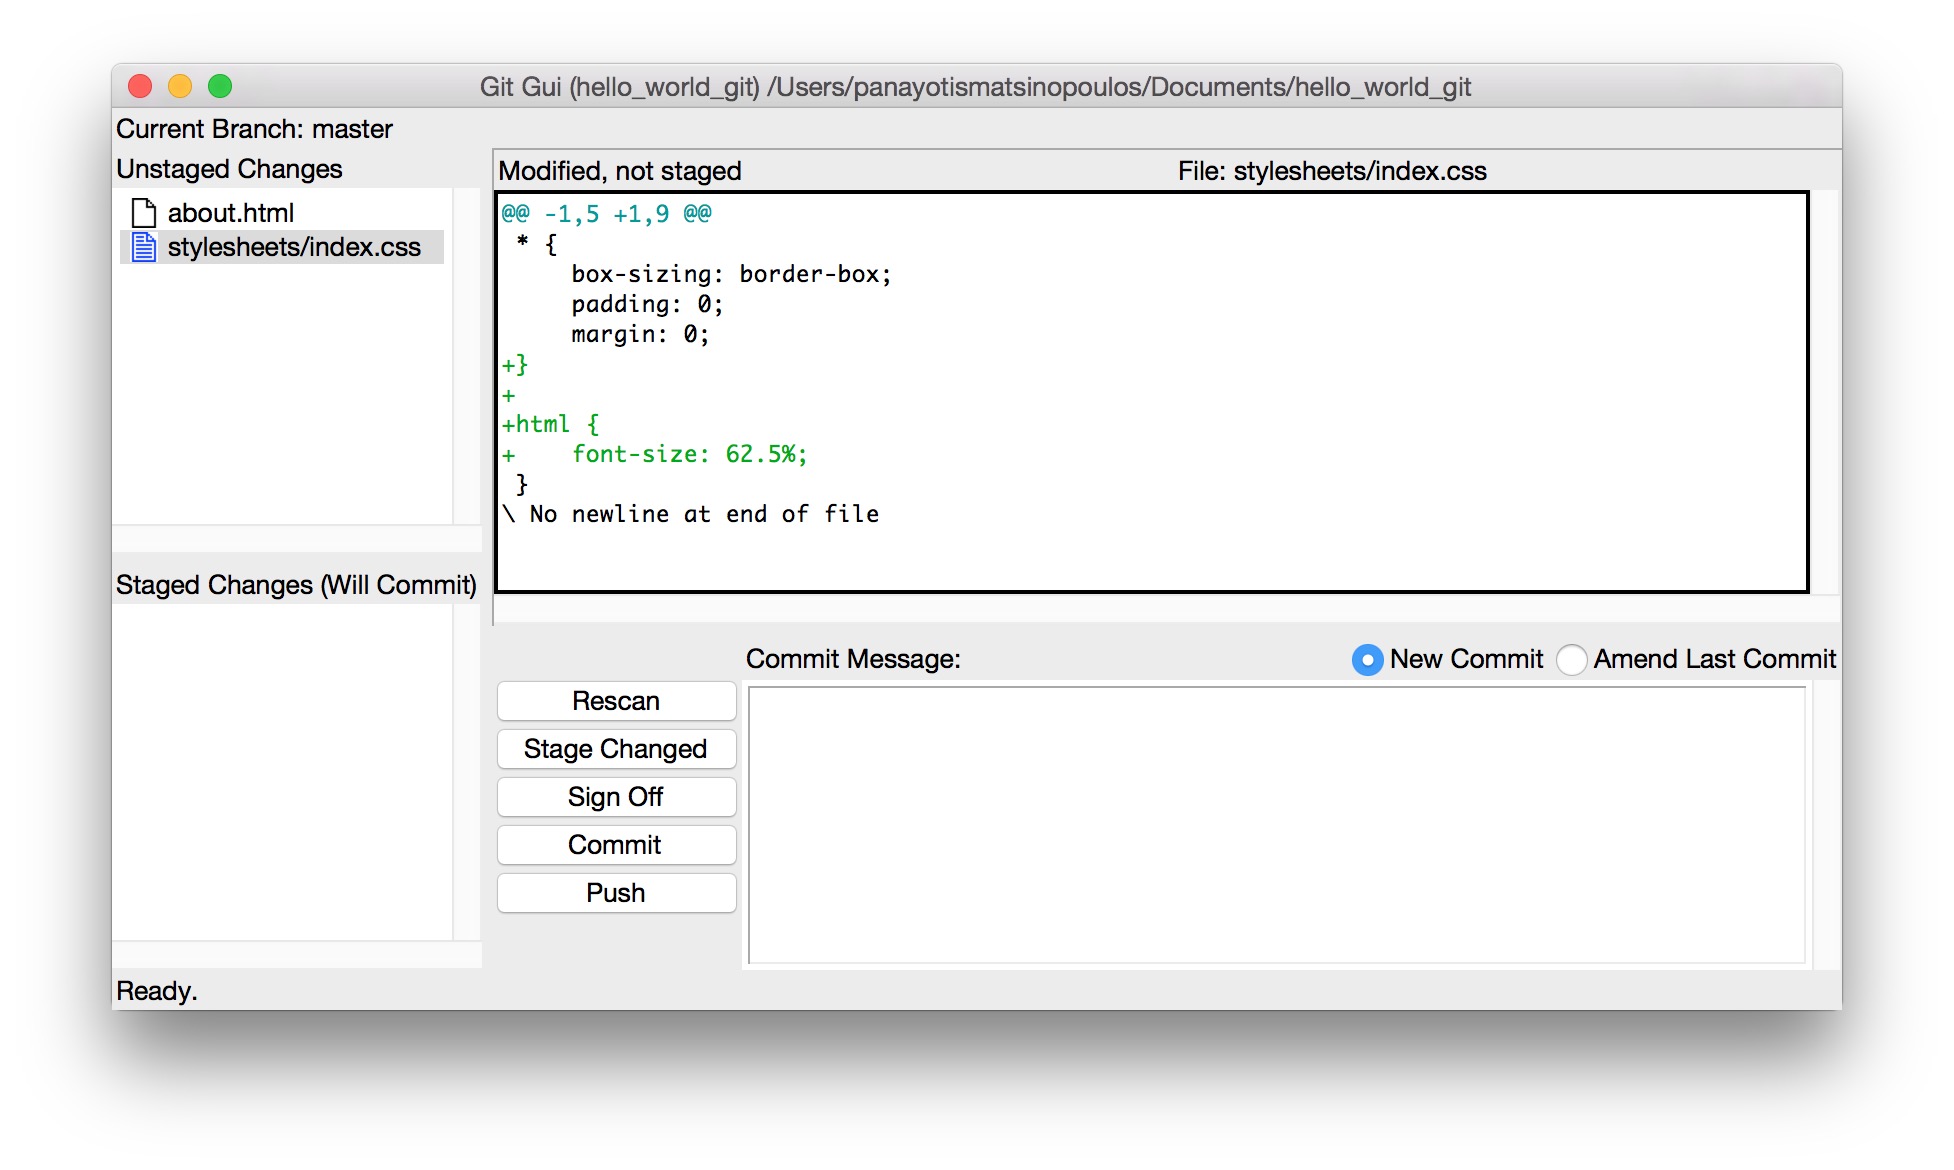 Git Gui (hello_world_git) /Users/panayotismatsinopoulos/Documents/hello_world_git
Current Branch: master
Unstaged Changes
about.html
stylesheets/index.css
Staged Changes (Will Commit)
Modified, not staged File: stylesheets/index.css
@@ -1,5 +1,9 @@
 * {
     box-sizing: border-box;
     padding: 0;
     margin: 0;
+}
+
+html {
+    font-size: 62.5%;
 }
\ No newline at end of file
Commit Message: New Commit Amend Last Commit
Rescan
Stage Changed
Sign Off
Commit
Push
Ready.